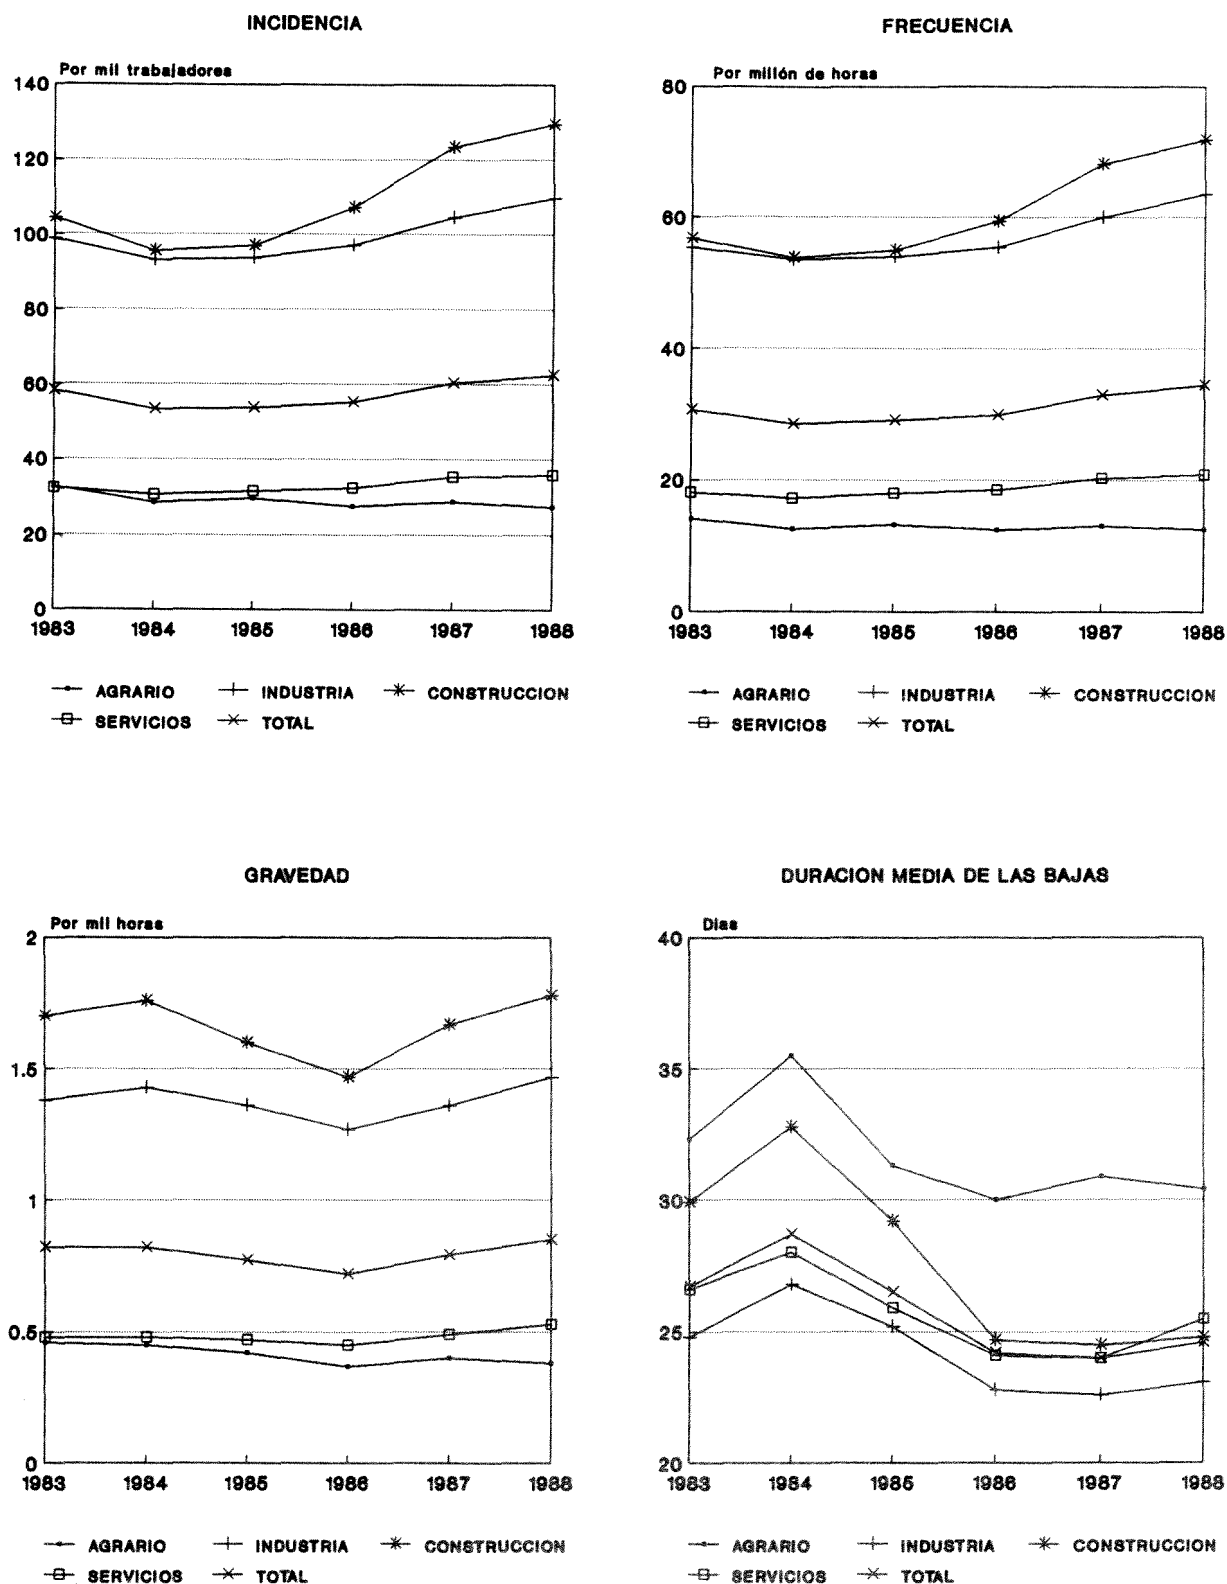 INCIDENCIA
Por mil trabajadores
140
120
100
80
60
40
20
0
1983 1984 1985 1986 1987 1988
AGRARIO INDUSTRIA CONSTRUCCION
SERVICIOS TOTAL
FRECUENCIA
Por millón de horas
80
60
40
20
0
1983 1984 1985 1986 1987 1988
AGRARIO INDUSTRIA CONSTRUCCION
SERVICIOS TOTAL
GRAVEDAD
Por mil horas
2
1.5
1
0.5
0
1983 1984 1985 1986 1987 1988
AGRARIO INDUSTRIA CONSTRUCCION
SERVICIOS TOTAL
DURACION MEDIA DE LAS BAJAS
Dias
40
35
30
25
20
1983 1984 1985 1986 1987 1988
AGRARIO INDUSTRIA CONSTRUCCION
SERVICIOS TOTAL